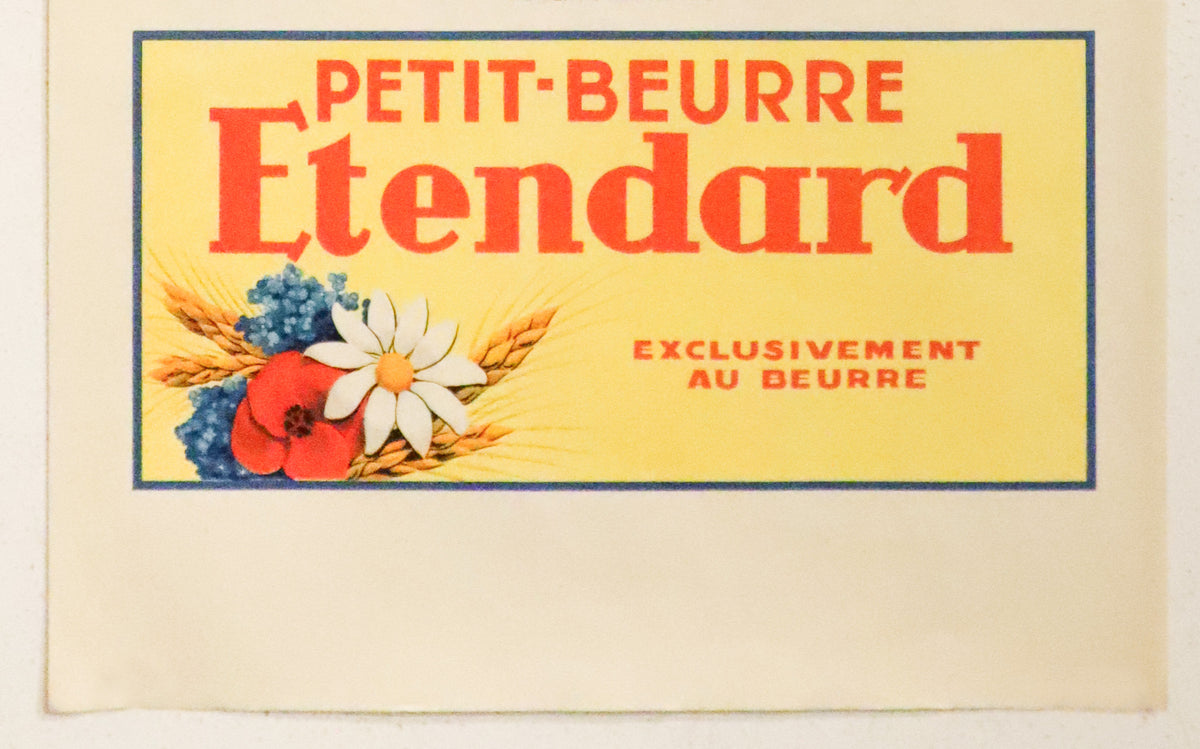 PETIT-BEURRE
Etendard
EXCLUSIVEMENT
AU BEURRE